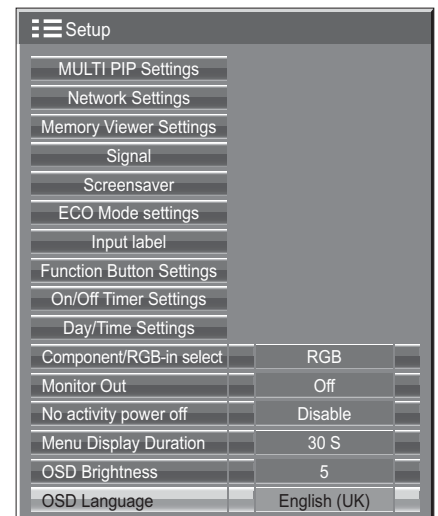 Setup
MULTI PIP Settings
Network Settings
Memory Viewer Settings
Signal
Screensaver
ECO Mode settings
Input label
Function Button Settings
On/Off Timer Settings
Day/Time Settings
Component/RGB-in select RGB
Monitor Out Off
No activity power off Disable
Menu Display Duration 30 S
OSD Brightness 5
OSD Language English (UK)